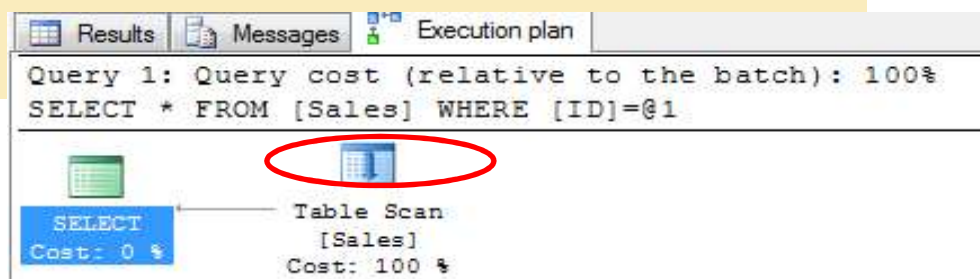 Results Messages Execution plan
Query 1: Query cost (relative to the batch): 100%
SELECT * FROM [Sales] WHERE [ID]=@1
SELECT
Cost: 0 %
Table Scan
[Sales]
Cost: 100 %